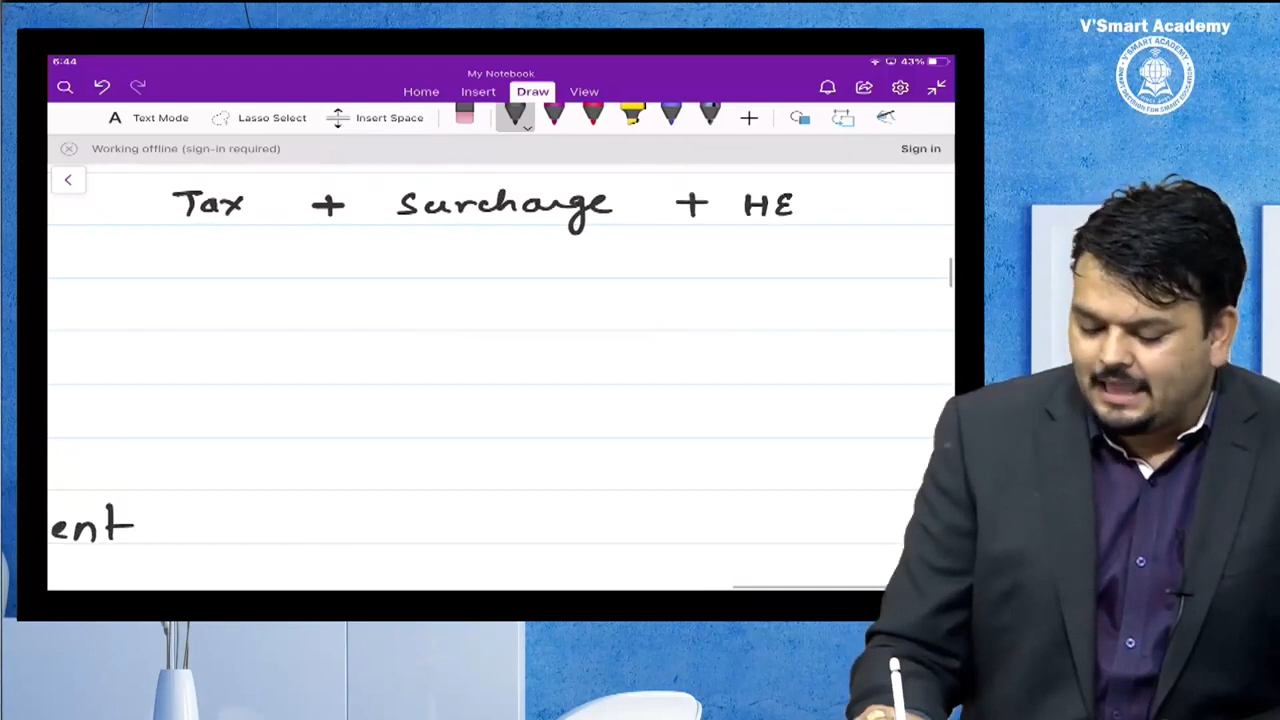 V'Smart Academy
6:44
43%
My Notebook
Home Insert Draw View
Text Mode Lasso Select Insert Space
Working offline (sign-in required) Sign in
Tax + Surcharge + HE
ent